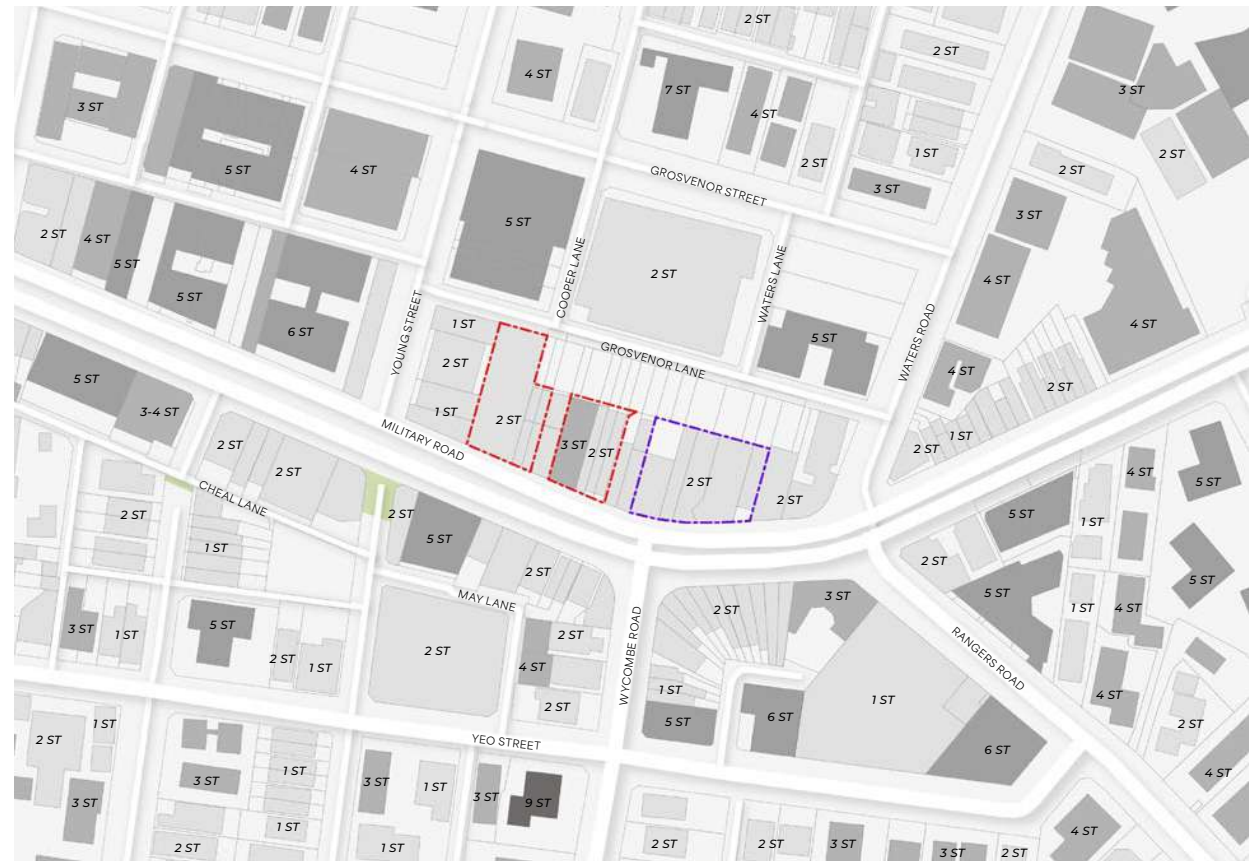 2 ST
2 ST
4 ST
7 ST
3 ST
3 ST
4 ST
5 ST
4 ST
2 ST
1 ST
2 ST
2 ST
3 ST
GROSVENOR STREET
3 ST
2 ST
4 ST
5 ST
5 ST
2 ST
4 ST
4 ST
5 ST
6 ST
COOPER LANE
WATERS LANE
YOUNG STREET
1 ST
5 ST
WATERS ROAD
GROSVENOR LANE
2 ST
4 ST
2 ST
5 ST
3-4 ST
1 ST
2 ST
3 ST
2 ST
1 ST
2 ST
MILITARY ROAD
2 ST
2 ST
CHEAL LANE
2 ST
2 ST
2 ST
4 ST
1 ST
5 ST
2 ST
5 ST
5 ST
1 ST
2 ST
2 ST
5 ST
5 ST
MAY LANE
3 ST
1 ST
5 ST
2 ST
2 ST
2 ST
3 ST
1 ST
4 ST
2 ST
1 ST
4 ST
WYCOMBE ROAD
RANGERS ROAD
1 ST
1 ST
4 ST
2 ST
5 ST
6 ST
6 ST
2 ST
1 ST
2 ST
YEO STREET
3 ST
1 ST
3 ST
1 ST
3 ST
9 ST
4 ST
3 ST
1 ST
2 ST
1 ST
2 ST
2 ST
3 ST
3 ST
2 ST
4 ST